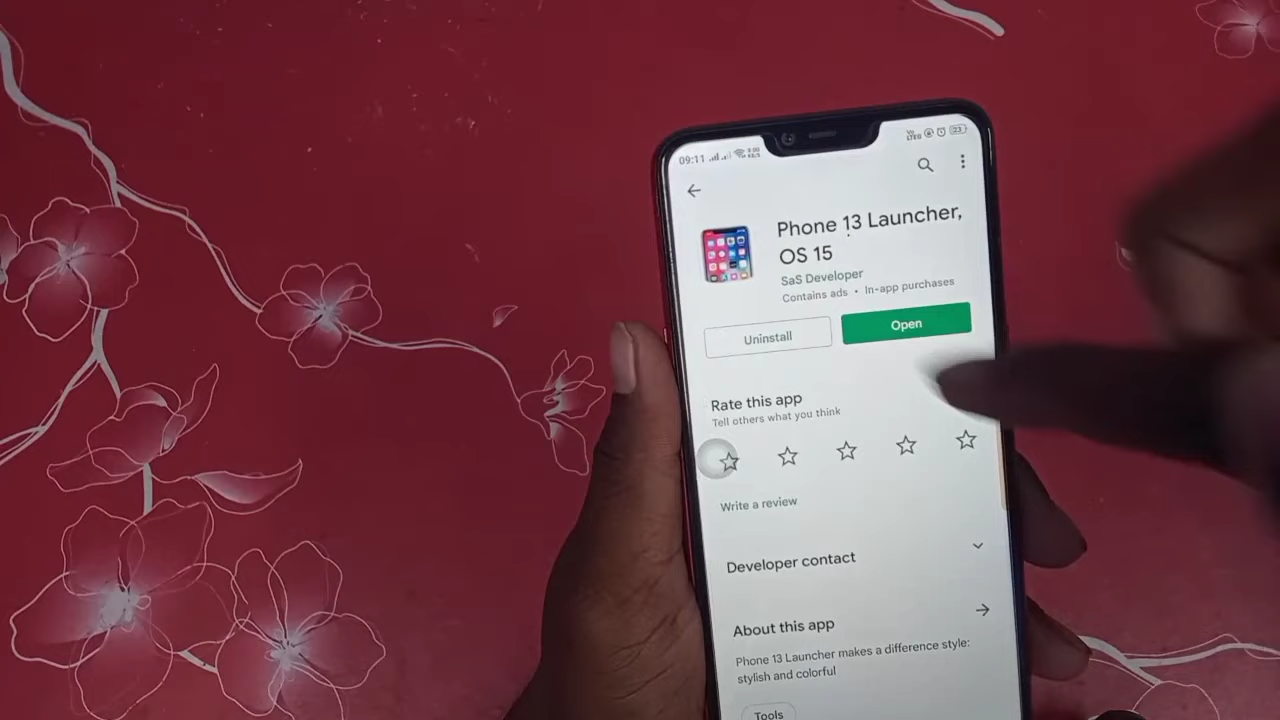 09:11
Phone 13 Launcher,
OS 15
SaS Developer
Contains ads • In-app purchases
Uninstall
Open
Rate this app
Tell others what you think
Write a review
Developer contact
About this app
Phone 13 Launcher makes a difference style:
stylish and colorful
Tools